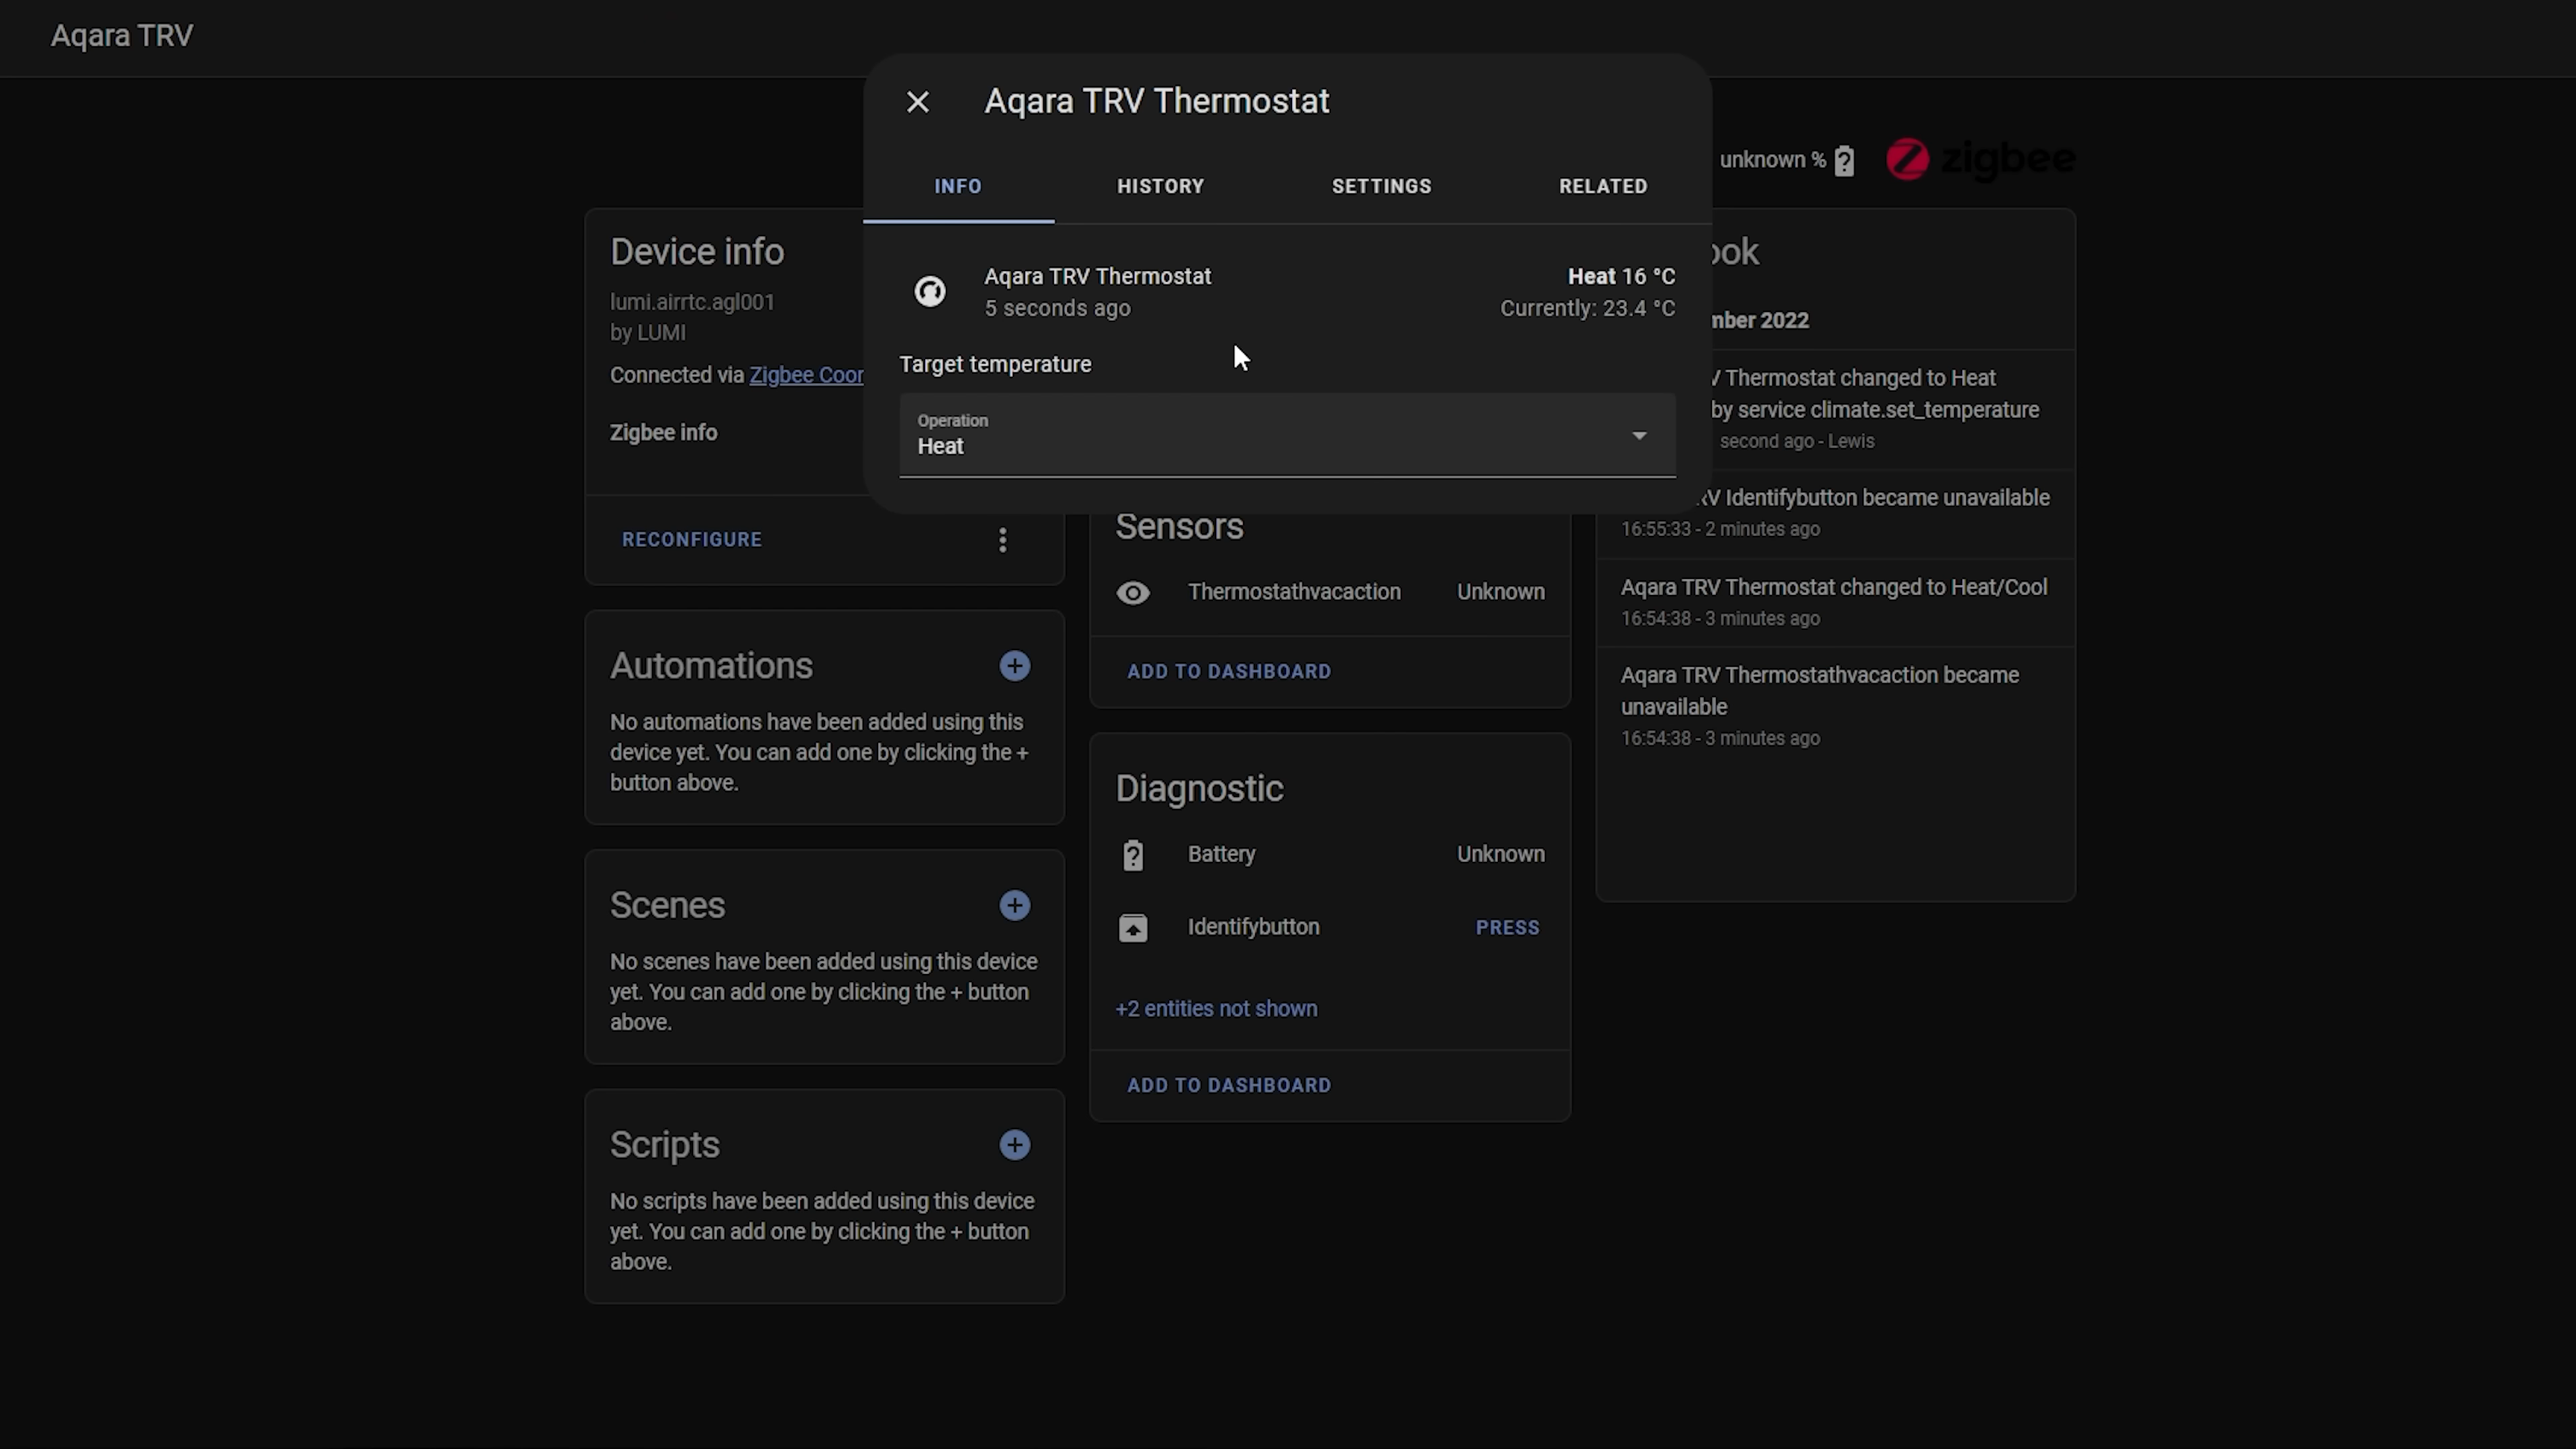 Aqara TRV
Aqara TRV Thermostat
INFO
HISTORY
SETTINGS
RELATED
Aqara TRV Thermostat
5 seconds ago
Heat 16 °C
Currently: 23.4 °C
Target temperature
Operation
Heat
unknown %
zigbee
Device info
lumi.airrtc.agl001
by LUMI
Connected via Zigbee Coor
Zigbee info
RECONFIGURE
Automations
No automations have been added using this
device yet. You can add one by clicking the +
button above.
Scenes
No scenes have been added using this device
yet. You can add one by clicking the + button
above.
Scripts
No scripts have been added using this device
yet. You can add one by clicking the + button
above.
Sensors
Thermostathvacaction
Unknown
ADD TO DASHBOARD
Diagnostic
Battery
Unknown
Identifybutton
PRESS
+2 entities not shown
ADD TO DASHBOARD
ook
mber 2022
V Thermostat changed to Heat
by service climate.set_temperature
second ago - Lewis
RV Identifybutton became unavailable
16:55:33 - 2 minutes ago
Aqara TRV Thermostat changed to Heat/Cool
16:54:38 - 3 minutes ago
Aqara TRV Thermostathvacaction became
unavailable
16:54:38 - 3 minutes ago